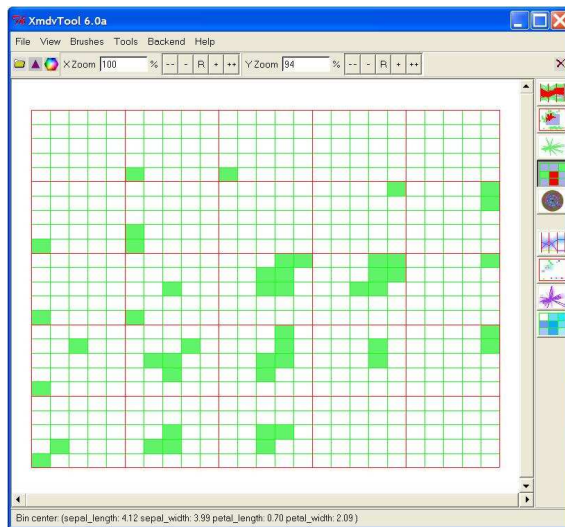 XmdvTool 6.0a
File View Brushes Tools Backend Help
X Zoom 100 % -- - R + ++ Y Zoom 94 % -- - R + ++
Bin center: (sepal_length: 4.12 sepal_width: 3.99 petal_length: 0.70 petal_width: 2.09 )